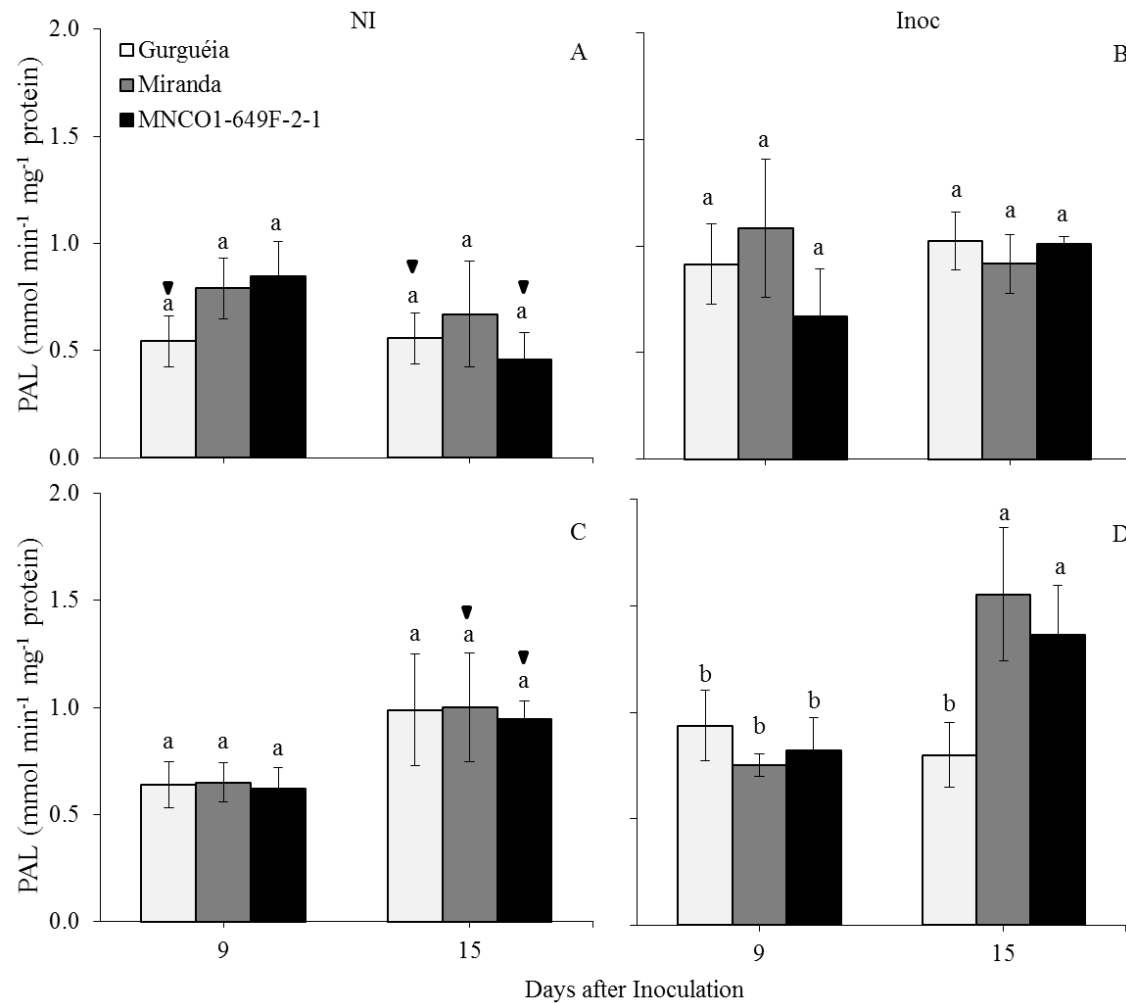 NI
Inoc
2.0
Gurguéia
A
B
Miranda
MNCO1-649F-2-1
1.5
1.0
0.5
0.0
PAL (mmol min⁻¹ mg⁻¹ protein)
a
a
a
a
a
a
a
a
a
a
a
a
2.0
C
D
1.5
1.0
0.5
0.0
PAL (mmol min⁻¹ mg⁻¹ protein)
a
a
a
a
a
a
b
b
b
b
a
a
9
15
9
15
Days after Inoculation